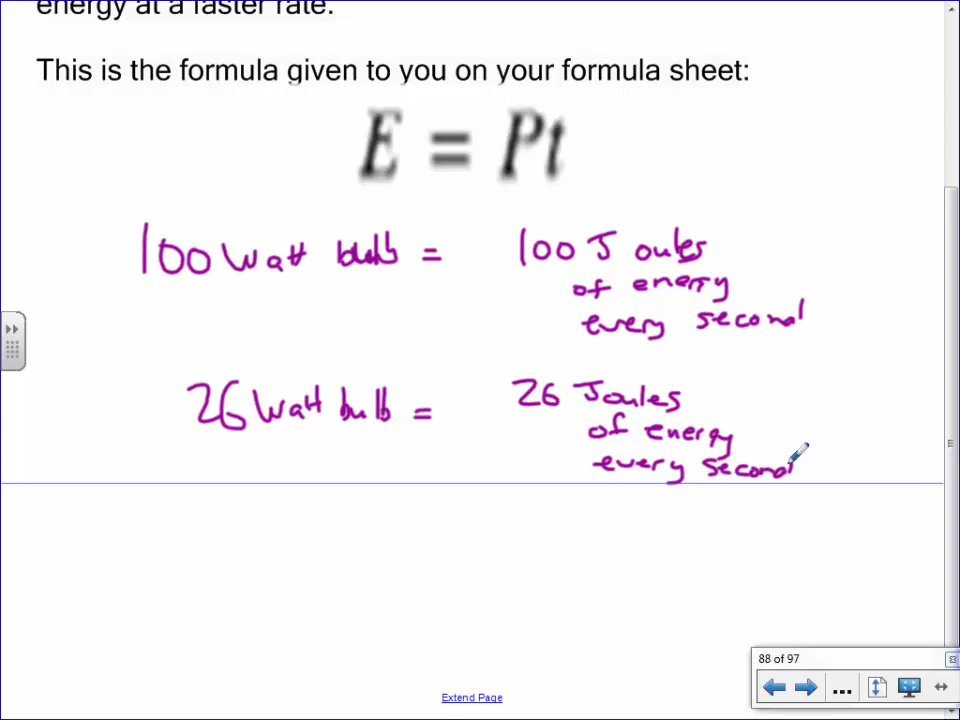 energy at a faster rate.
This is the formula given to you on your formula sheet:
E = Pt
100 Watt bulb = 100 Joules
of energy
every second
26 Watt bulb = 26 Joules
of energy
every second
88 of 97
...
Extend Page